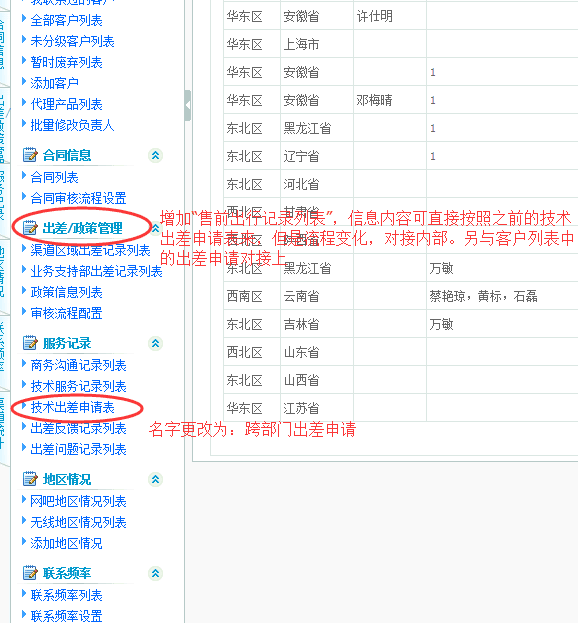 全部客户列表
未分级客户列表
暂时废弃列表
添加客户
代理产品列表
批量修改负责人
合同信息
合同列表
合同审核流程设置
出差/政策管理
渠道区域出差记录列表
业务支持部出差记录列表
政策信息列表
审核流程配置
服务记录
商务沟通记录列表
技术服务记录列表
技术出差申请表
出差反馈记录列表
出差问题记录列表
地区情况
网吧地区情况列表
无线地区情况列表
添加地区情况
联系频率
联系频率列表
联系频率设置
华东区 安徽省 许仕明
华东区 上海市
华东区 安徽省 1
华东区 安徽省 邓梅晴 1
东北区 黑龙江省 1
东北区 辽宁省 1
东北区 河北省
西北区 甘肃省
增加“售前出行记录列表”，信息内容可直接按照之前的技术
出差申请表来，但是流程变化，对接内部。另与客户列表中
的出差申请对接上
东北区 黑龙江省 万敏
西南区 云南省 蔡艳琼，黄标，石磊
东北区 吉林省 万敏
西北区 山东省
东北区 山西省
华东区 江苏省
名字更改为：跨部门出差申请